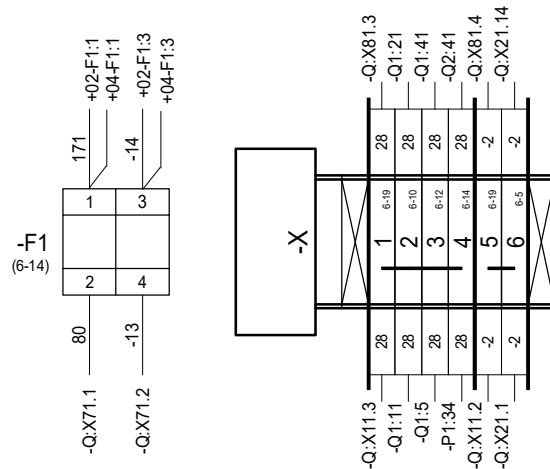 +02-F1:1
+04-F1:1
+02-F1:3
+04-F1:3
171
-14
1
3
-F1
(6-14)
2
4
80
-13
-Q:X71.1
-Q:X71.2
-Q:X81.3
-Q1:21
-Q1:41
-Q2:41
-Q:X81.4
-Q:X21.14
28
28
28
28
-2
-2
-X
6-19
6-10
6-12
6-14
6-19
6-5
1
2
3
4
5
6
28
28
28
28
-2
-2
-Q:X11.3
-Q1:11
-Q1:5
-P1:34
-Q:X11.2
-Q:X21.1